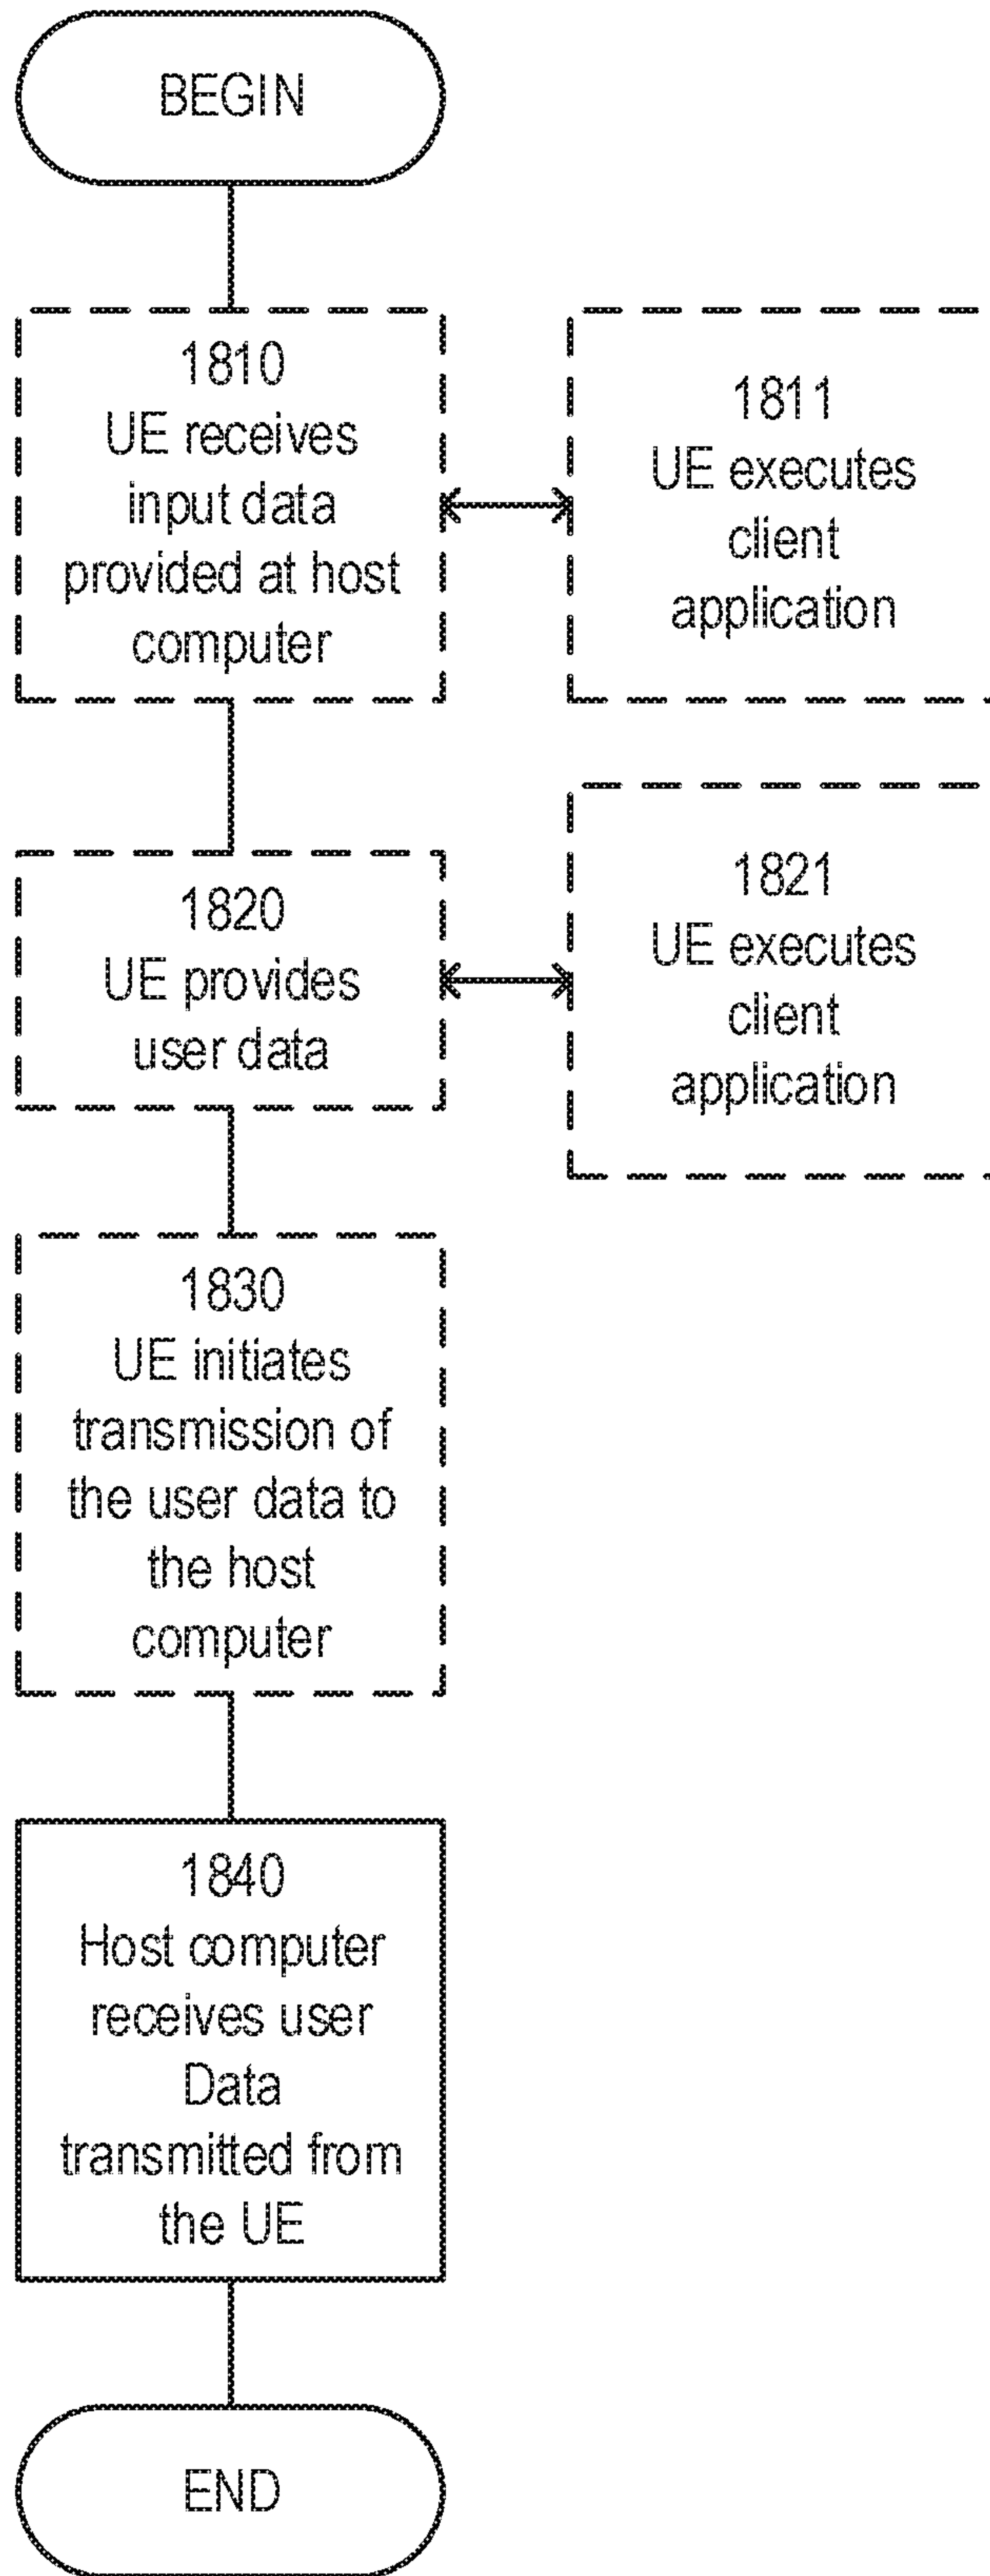 BEGIN
1810
UE receives
input data
provided at host
computer
1811
UE executes
client
application
1820
UE provides
user data
1821
UE executes
client
application
1830
UE initiates
transmission of
the user data to
the host
computer
1840
Host computer
receives user
Data
transmitted from
the UE
END